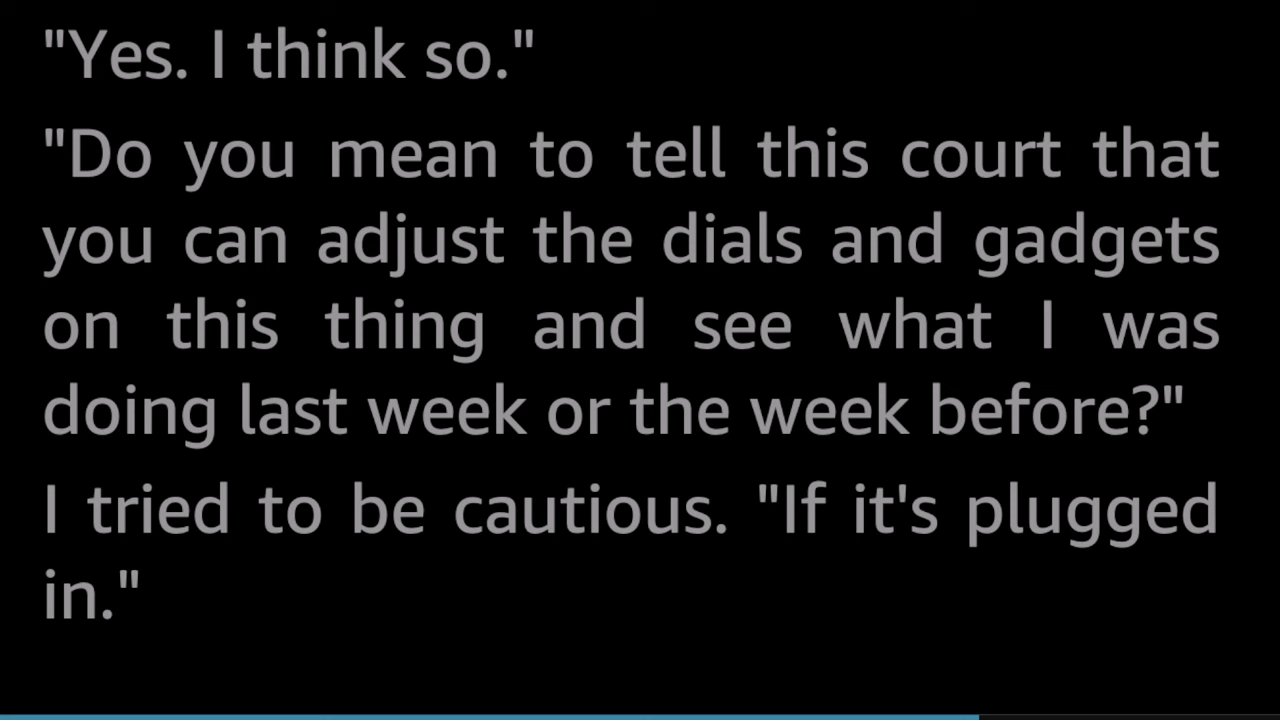 "Yes. I think so."
"Do you mean to tell this court that
you can adjust the dials and gadgets
on this thing and see what I was
doing last week or the week before?"
I tried to be cautious. "If it's plugged
in."